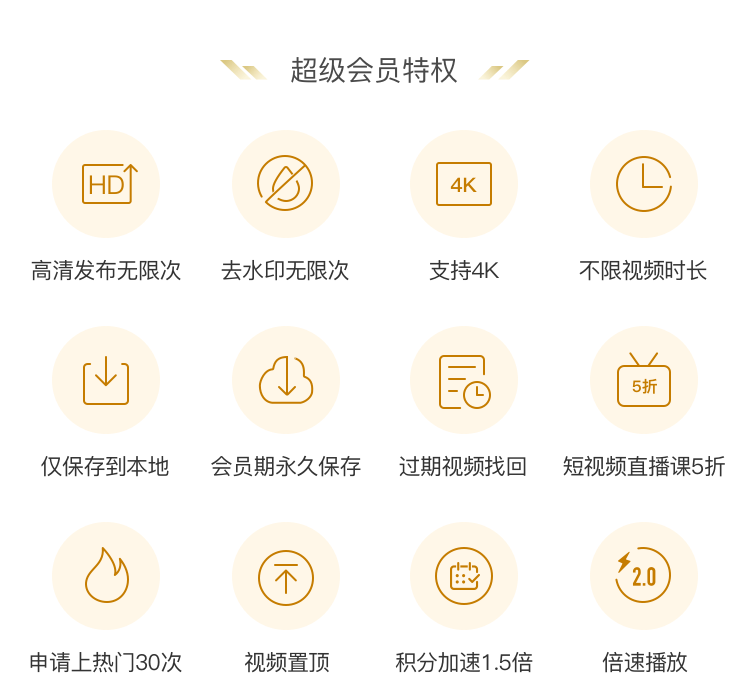 超级会员特权
HD
4K
高清发布无限次
去水印无限次
支持4K
不限视频时长
5折
仅保存到本地
会员期永久保存
过期视频找回
短视频直播课5折
2.0
申请上热门30次
视频置顶
积分加速1.5倍
倍速播放